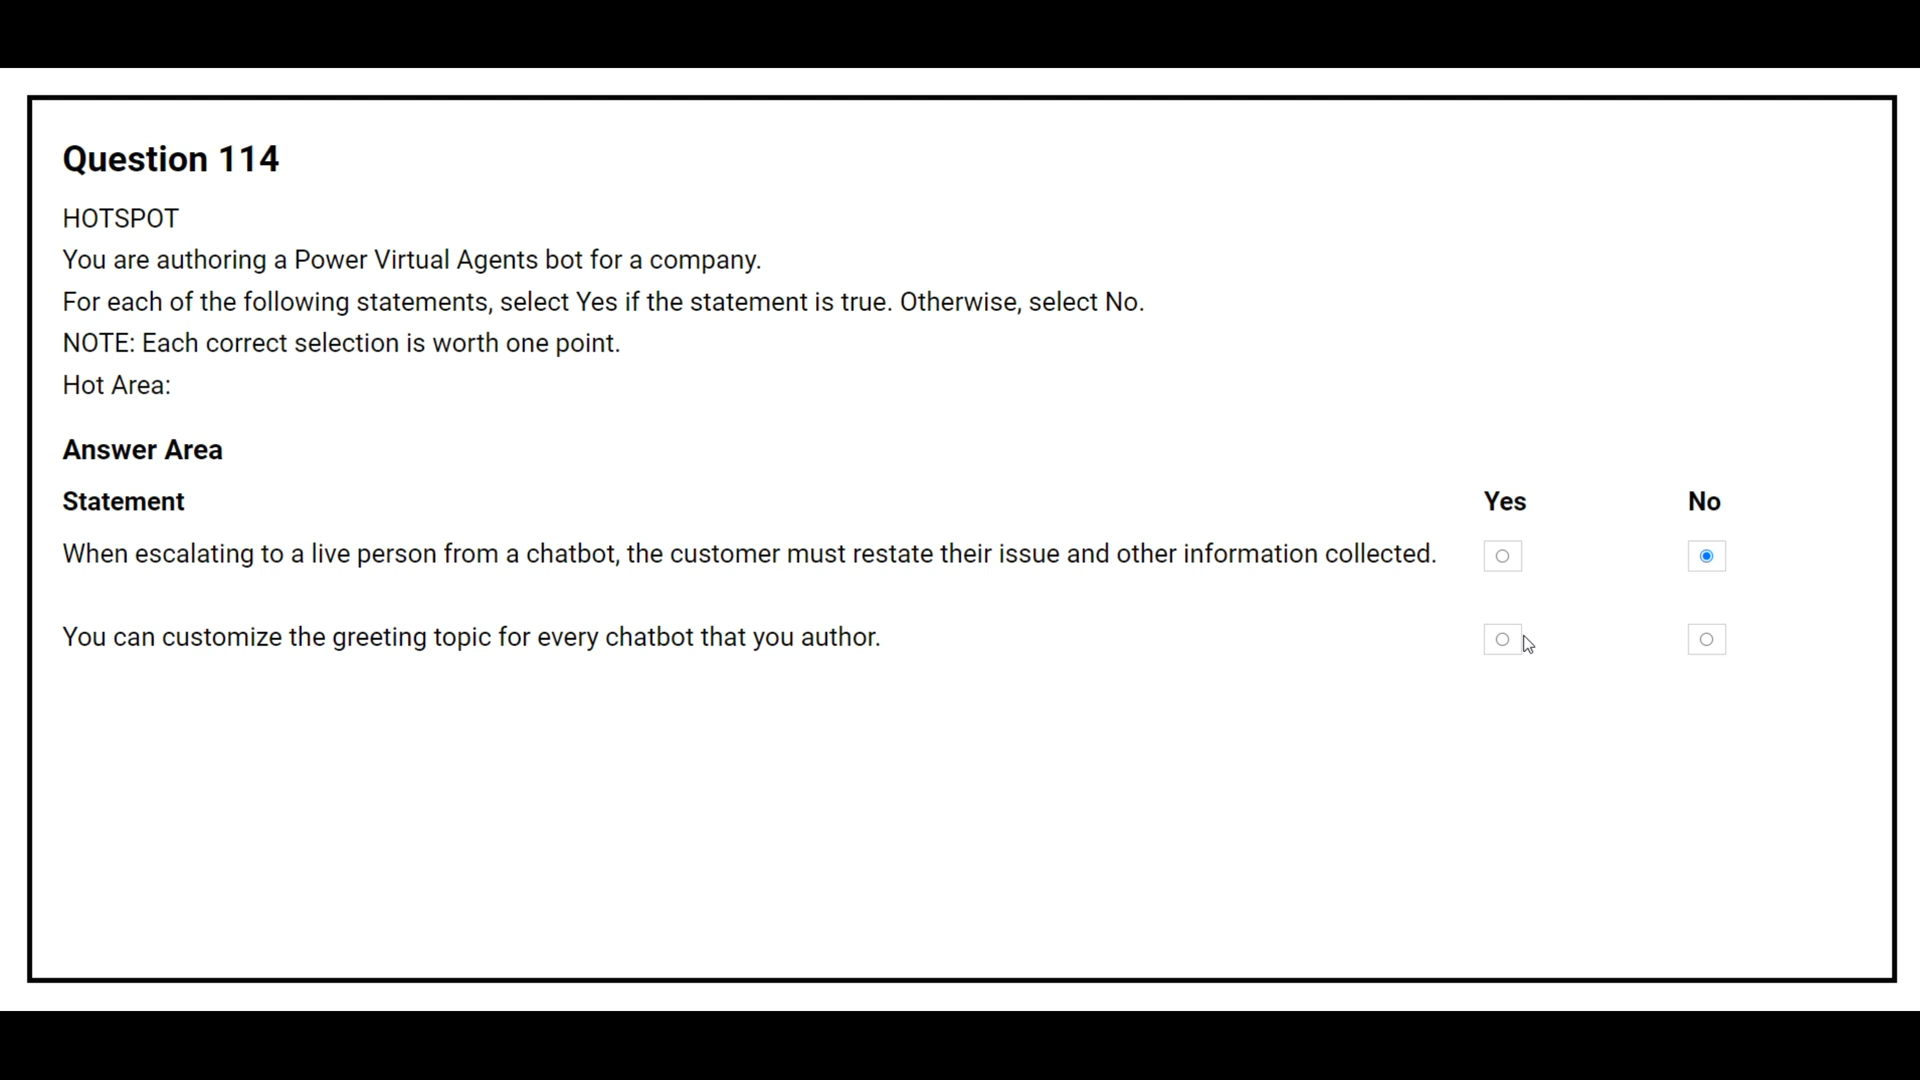 Question 114
HOTSPOT
You are authoring a Power Virtual Agents bot for a company.
For each of the following statements, select Yes if the statement is true. Otherwise, select No.
NOTE: Each correct selection is worth one point.
Hot Area:
Answer Area
Statement Yes No
When escalating to a live person from a chatbot, the customer must restate their issue and other information collected.
You can customize the greeting topic for every chatbot that you author.